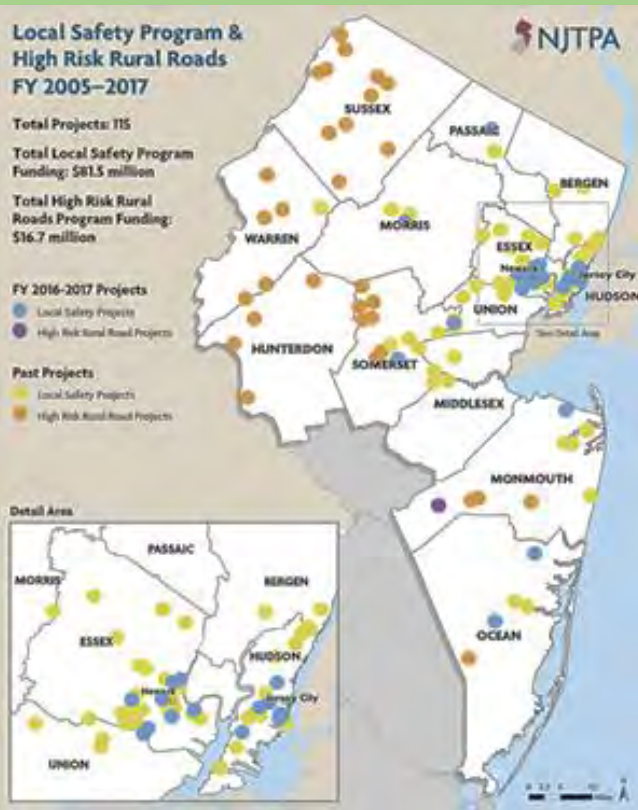 Local Safety Program &
High Risk Rural Roads
FY 2005–2017
NJTPA
Total Projects: 115
Total Local Safety Program
Funding: $81.5 million
Total High Risk Rural
Roads Program Funding:
$16.7 million
FY 2016-2017 Projects
Local Safety Projects
High Risk Rural Road Projects
Past Projects
Local Safety Projects
High Risk Rural Road Projects
SUSSEX
PASSAIC
BERGEN
WARREN
MORRIS
ESSEX
Newark
Jersey City
HUDSON
UNION
See Detail Area
HUNTERDON
SOMERSET
MIDDLESEX
MONMOUTH
OCEAN
Detail Area
PASSAIC
MORRIS
BERGEN
ESSEX
HUDSON
Newark
Jersey City
UNION